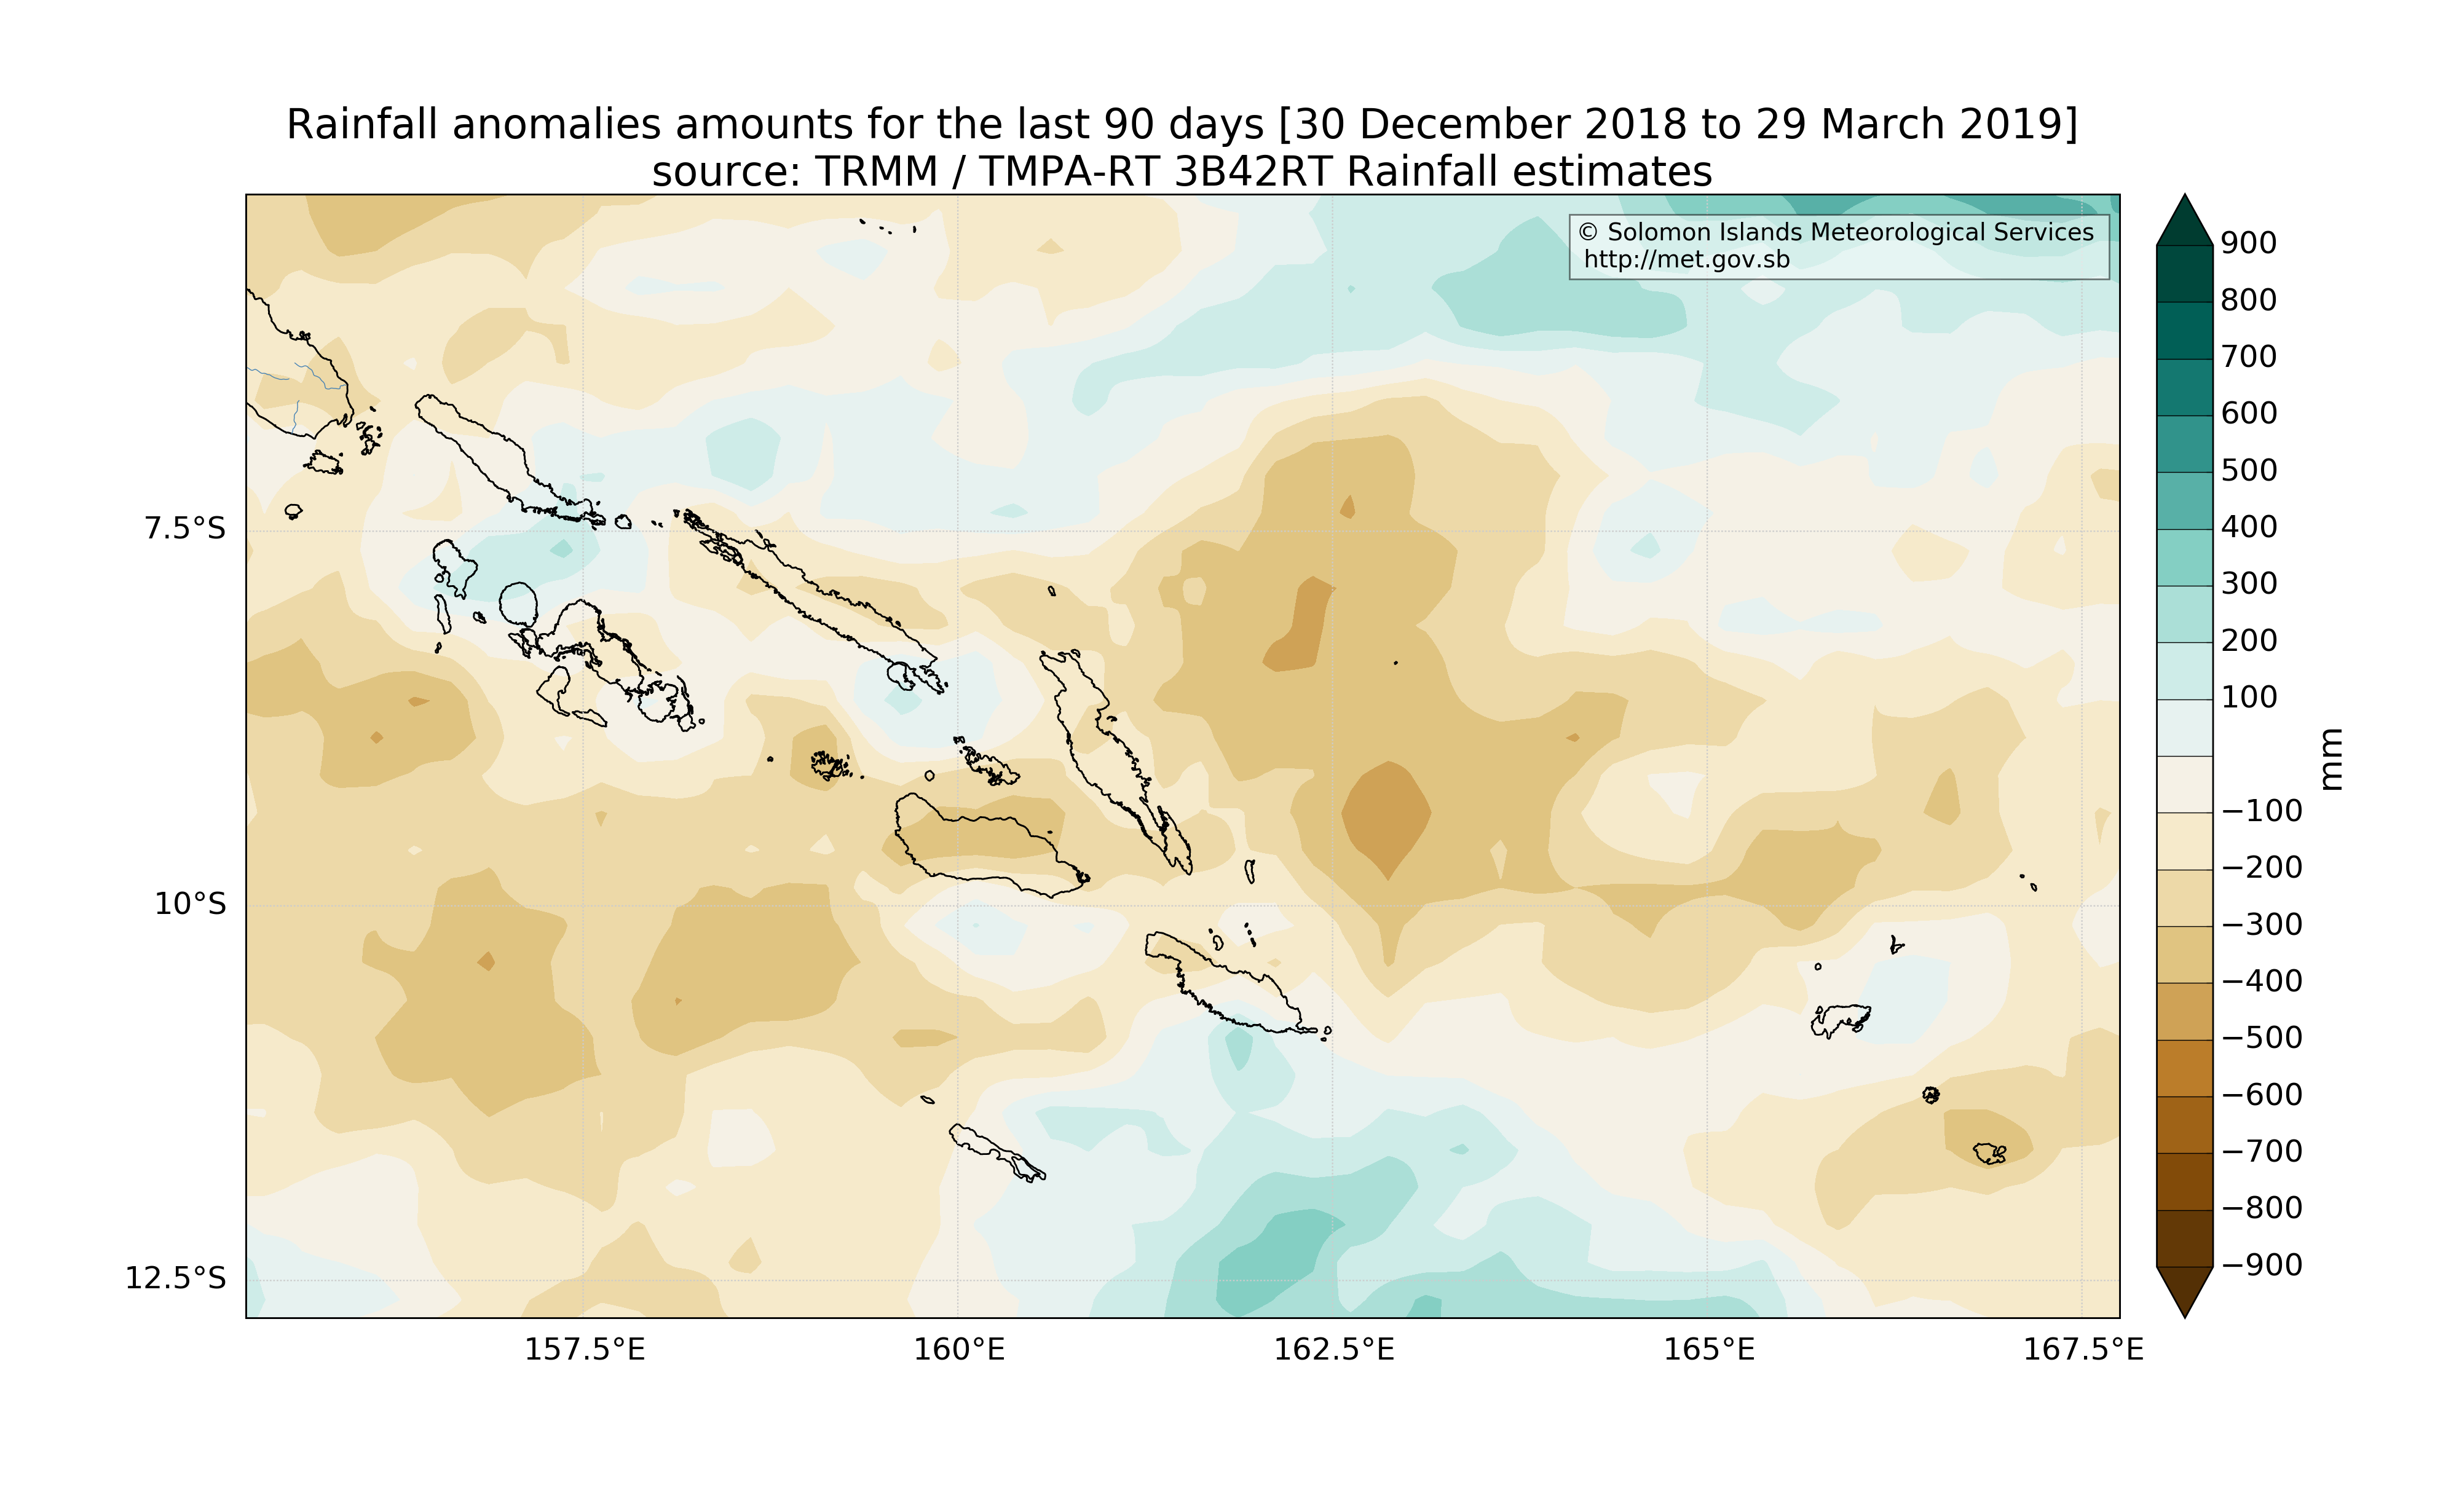 Rainfall anomalies amounts for the last 90 days [30 December 2018 to 29 March 2019]
source: TRMM / TMPA-RT 3B42RT Rainfall estimates
© Solomon Islands Meteorological Services
http://met.gov.sb
7.5°S
10°S
12.5°S
157.5°E
160°E
162.5°E
165°E
167.5°E
900
800
700
600
500
400
300
200
100
−100
−200
−300
−400
−500
−600
−700
−800
−900
mm